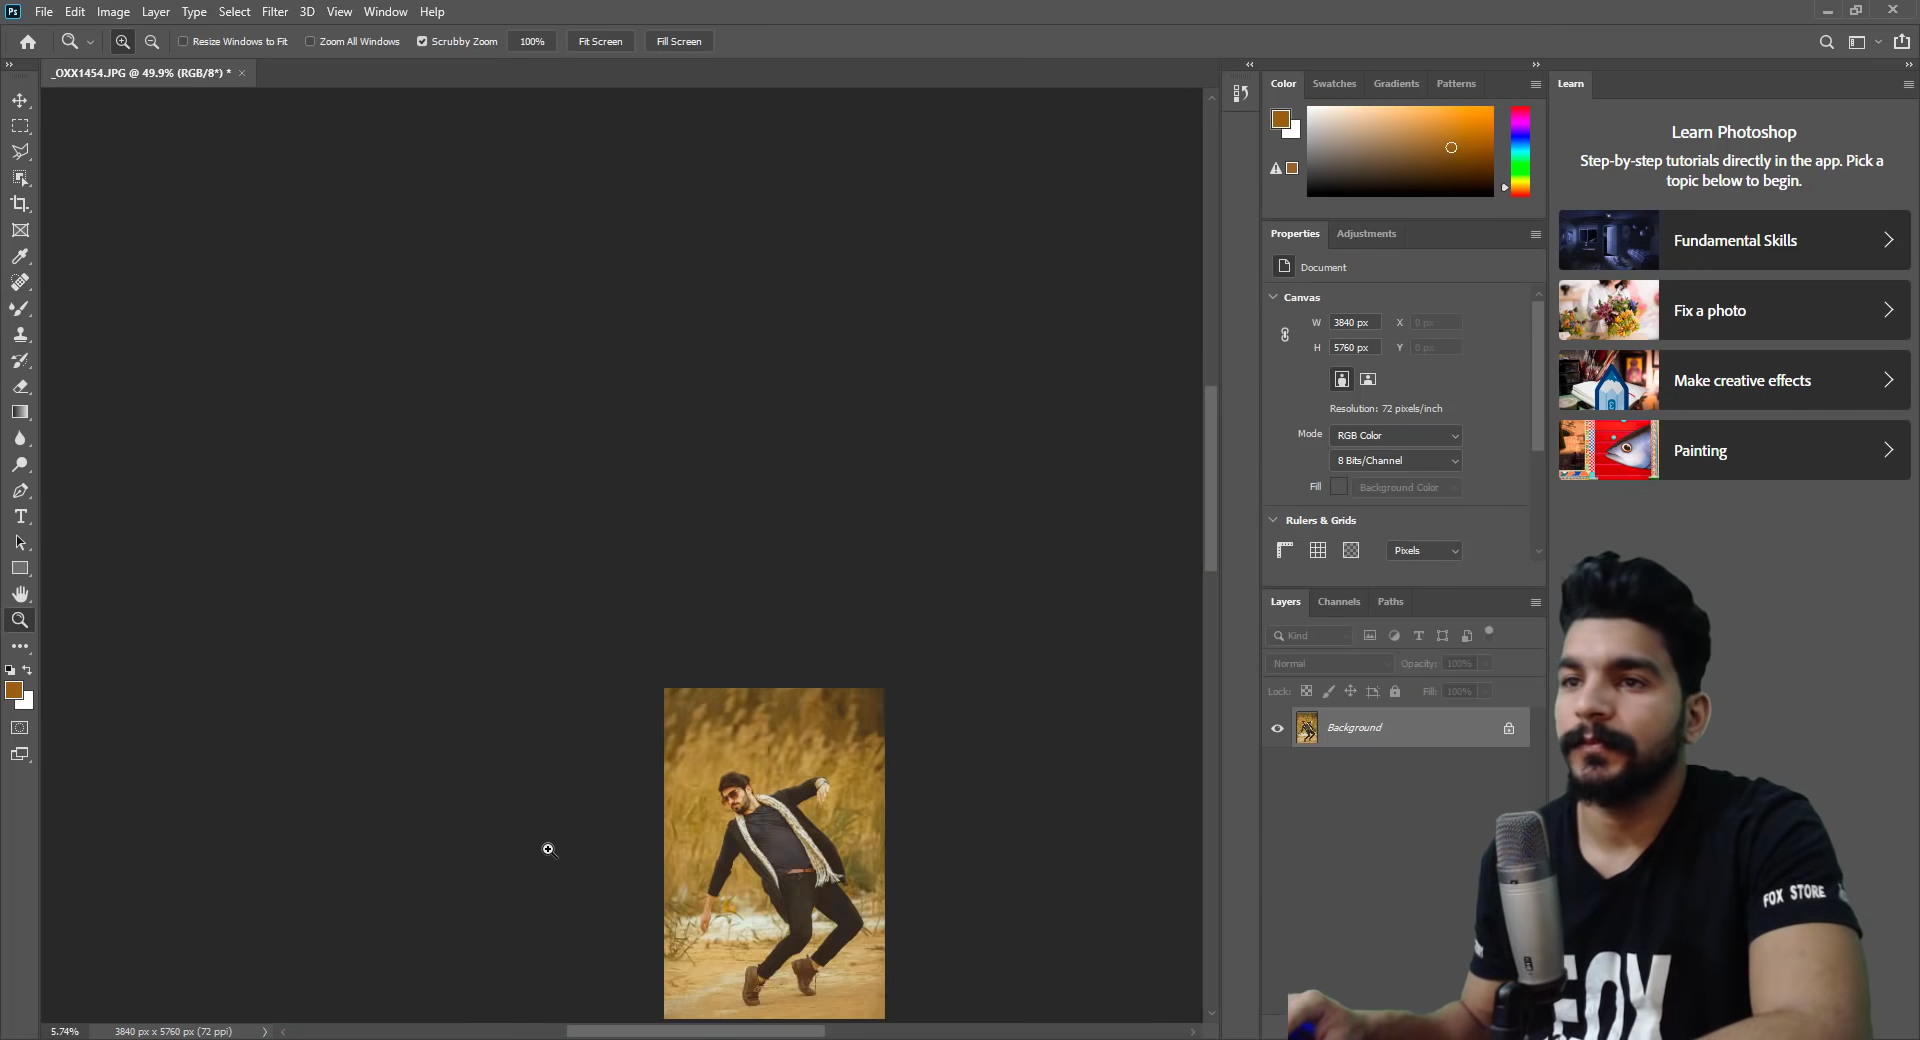 Ps File Edit Image Layer Type Select Filter 3D View Window Help
Resize Windows to Fit Zoom All Windows Scrubby Zoom 100% Fit Screen Fill Screen
_OXX1454.JPG @ 49.9% (RGB/8*) *
Color Swatches Gradients Patterns
Learn
Learn Photoshop
Step-by-step tutorials directly in the app. Pick a
topic below to begin.
Fundamental Skills
Fix a photo
Make creative effects
Painting
Properties Adjustments
Document
Canvas
W 3840 px X 0 px
H 5760 px Y 0 px
Resolution: 72 pixels/inch
Mode RGB Color
8 Bits/Channel
Fill Background Color
Rulers & Grids
Pixels
Layers Channels Paths
Kind
Normal Opacity: 100%
Lock: Fill: 100%
Background
FOX STORE
FOX
5.74% 3840 px x 5760 px (72 ppi)